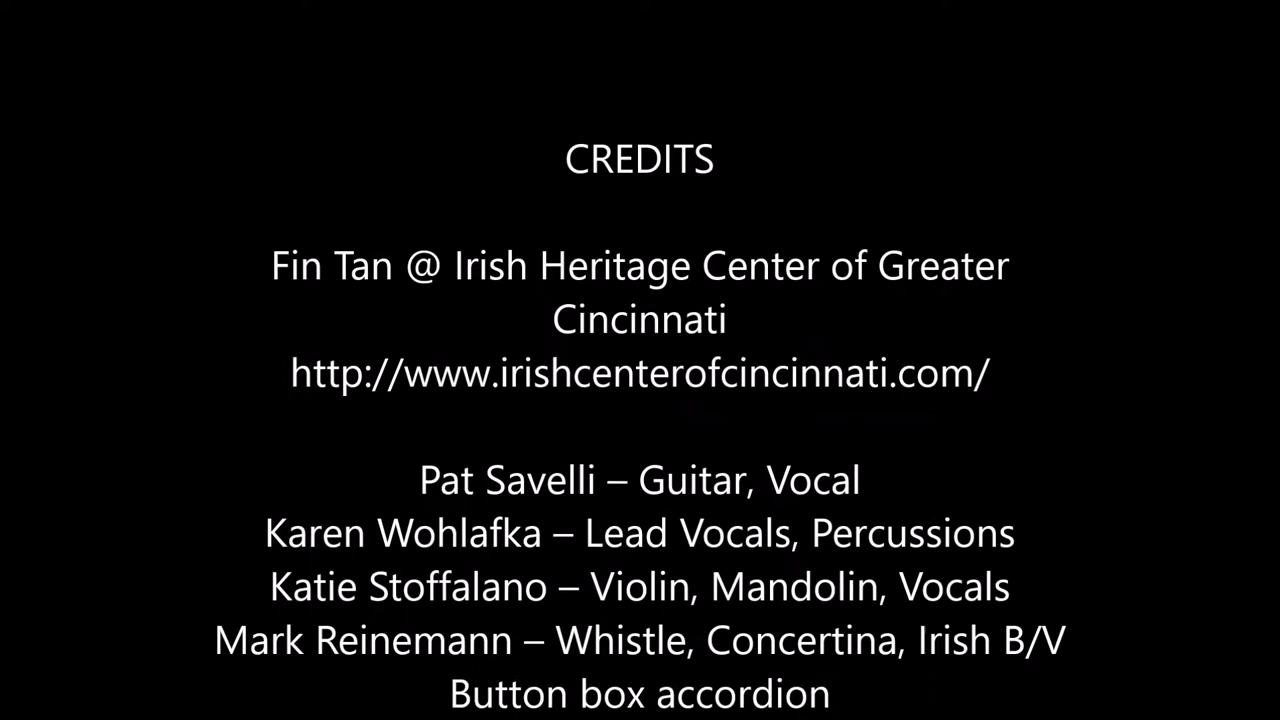 CREDITS
Fin Tan @ Irish Heritage Center of Greater
Cincinnati
http://www.irishcenterofcincinnati.com/
Pat Savelli – Guitar, Vocal
Karen Wohlafka – Lead Vocals, Percussions
Katie Stoffalano – Violin, Mandolin, Vocals
Mark Reinemann – Whistle, Concertina, Irish B/V
Button box accordion